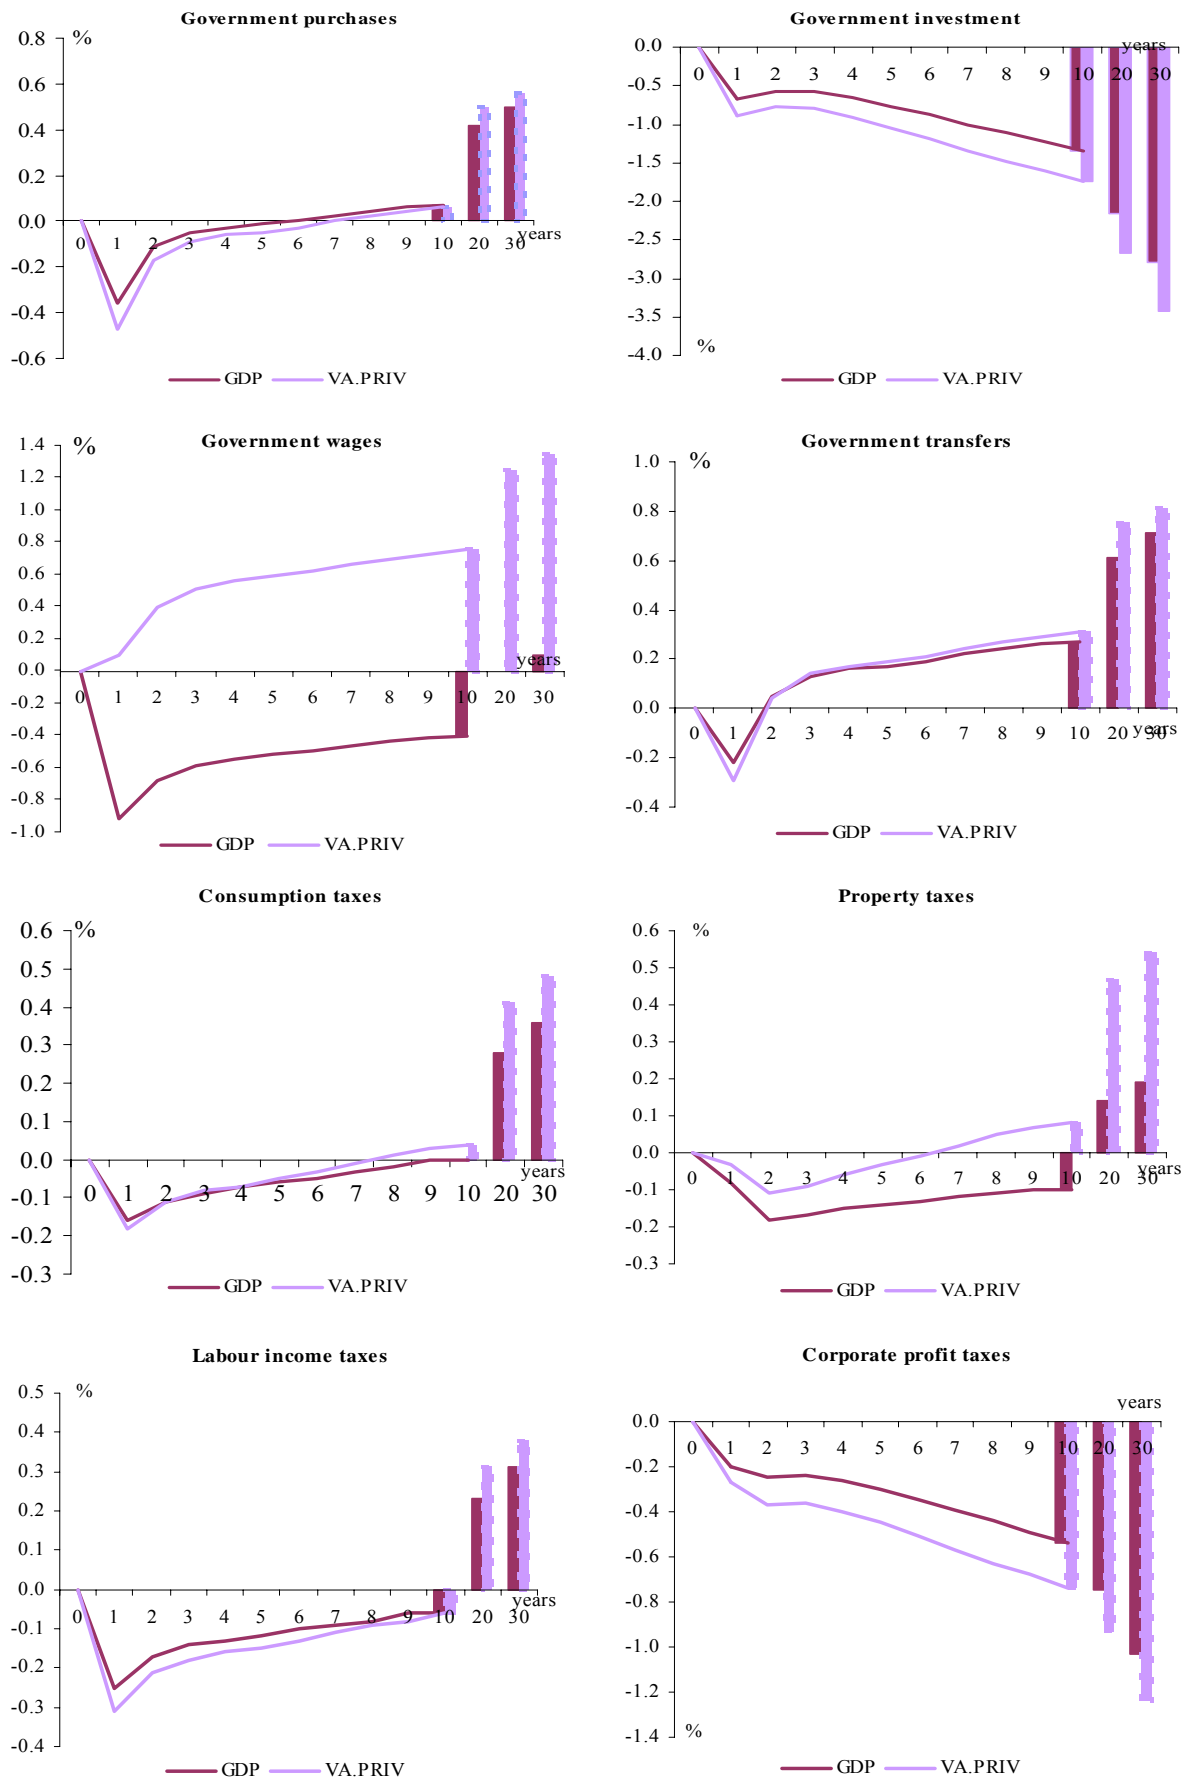 Government purchases
%
0.8
0.6
0.4
0.2
0.0
-0.2
-0.4
-0.6
0 1 2 3 4 5 6 7 8 9 10 20 30
years
GDP VA.PRIV
Government investment
years
0.0
-0.5
-1.0
-1.5
-2.0
-2.5
-3.0
-3.5
-4.0
0 1 2 3 4 5 6 7 8 9 10 20 30
%
GDP VA.PRIV
Government wages
%
1.4
1.2
1.0
0.8
0.6
0.4
0.2
0.0
-0.2
-0.4
-0.6
-0.8
-1.0
years
0 1 2 3 4 5 6 7 8 9 10 20 30
GDP VA.PRIV
Government transfers
%
1.0
0.8
0.6
0.4
0.2
0.0
-0.2
-0.4
0 1 2 3 4 5 6 7 8 9 10 20 30
years
GDP VA.PRIV
Consumption taxes
%
0.6
0.5
0.4
0.3
0.2
0.1
0.0
-0.1
-0.2
-0.3
years
0 1 2 3 4 5 6 7 8 9 10 20 30
GDP VA.PRIV
Property taxes
%
0.6
0.5
0.4
0.3
0.2
0.1
0.0
-0.1
-0.2
-0.3
years
0 1 2 3 4 5 6 7 8 9 10 20 30
GDP VA.PRIV
Labour income taxes
%
0.5
0.4
0.3
0.2
0.1
0.0
-0.1
-0.2
-0.3
-0.4
years
0 1 2 3 4 5 6 7 8 9 10 20 30
GDP VA.PRIV
Corporate profit taxes
years
0.0
-0.2
-0.4
-0.6
-0.8
-1.0
-1.2
-1.4
0 1 2 3 4 5 6 7 8 9 10 20 30
%
GDP VA.PRIV